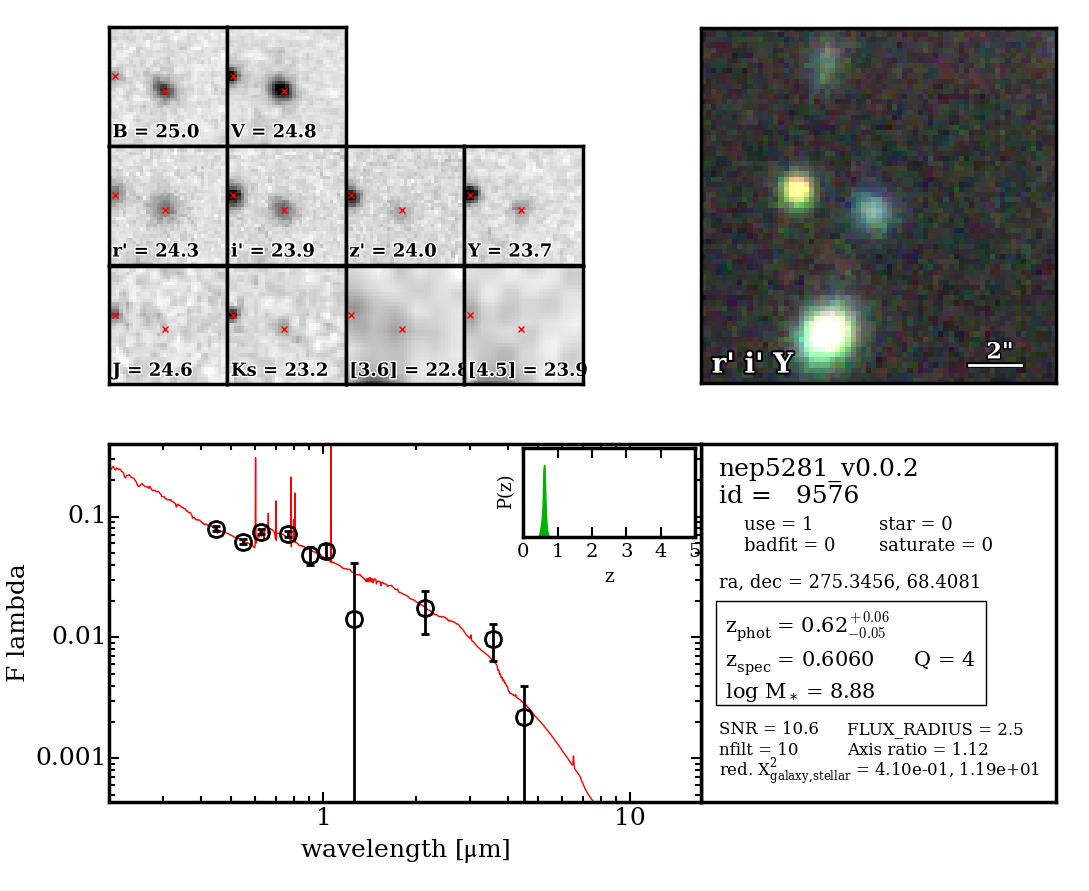 B = 25.0
V = 24.8
r' = 24.3
i' = 23.9
z' = 24.0
Y = 23.7
J = 24.6
Ks = 23.2
[3.6] = 22.8
[4.5] = 23.9
r' i' Y
2"
nep5281_v0.0.2
id = 9576
use = 1 star = 0
badfit = 0 saturate = 0
ra, dec = 275.3456, 68.4081
z_phot = 0.62 +0.06 −0.05
z_spec = 0.6060 Q = 4
log M* = 8.88
SNR = 10.6 FLUX_RADIUS = 2.5
nfilt = 10 Axis ratio = 1.12
red. X²galaxy,stellar = 4.10e-01, 1.19e+01
F lambda
0.1
0.01
0.001
1
10
wavelength [μm]
P(z)
0 1 2 3 4 5
z